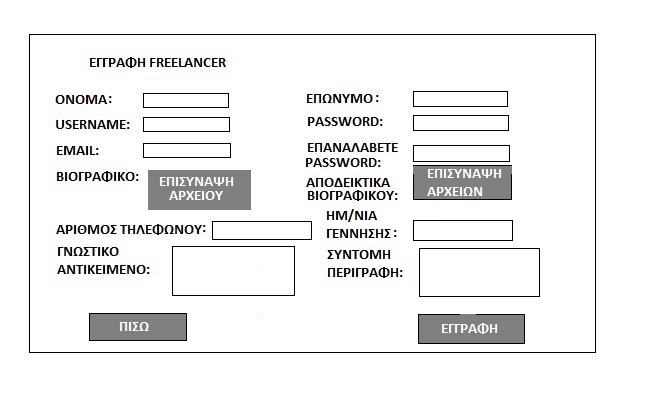 ΕΓΓΡΑΦΗ FREELANCER
ΟΝΟΜΑ:
ΕΠΩΝΥΜΟ :
USERNAME:
PASSWORD:
EMAIL:
ΕΠΑΝΑΛΑΒΕΤΕ
PASSWORD:
ΒΙΟΓΡΑΦΙΚΟ:
ΕΠΙΣΥΝΑΨΗ
ΑΡΧΕΙΟΥ
ΑΠΟΔΕΙΚΤΙΚΑ
ΒΙΟΓΡΑΦΙΚΟΥ:
ΕΠΙΣΥΝΑΨΗ
ΑΡΧΕΙΩΝ
ΑΡΙΘΜΟΣ ΤΗΛΕΦΩΝΟΥ:
ΗΜ/ΝΙΑ
ΓΕΝΝΗΣΗΣ :
ΓΝΩΣΤΙΚΟ
ΑΝΤΙΚΕΙΜΕΝΟ:
ΣΥΝΤΟΜΗ
ΠΕΡΙΓΡΑΦΗ:
ΠΙΣΩ
ΕΓΓΡΑΦΗ